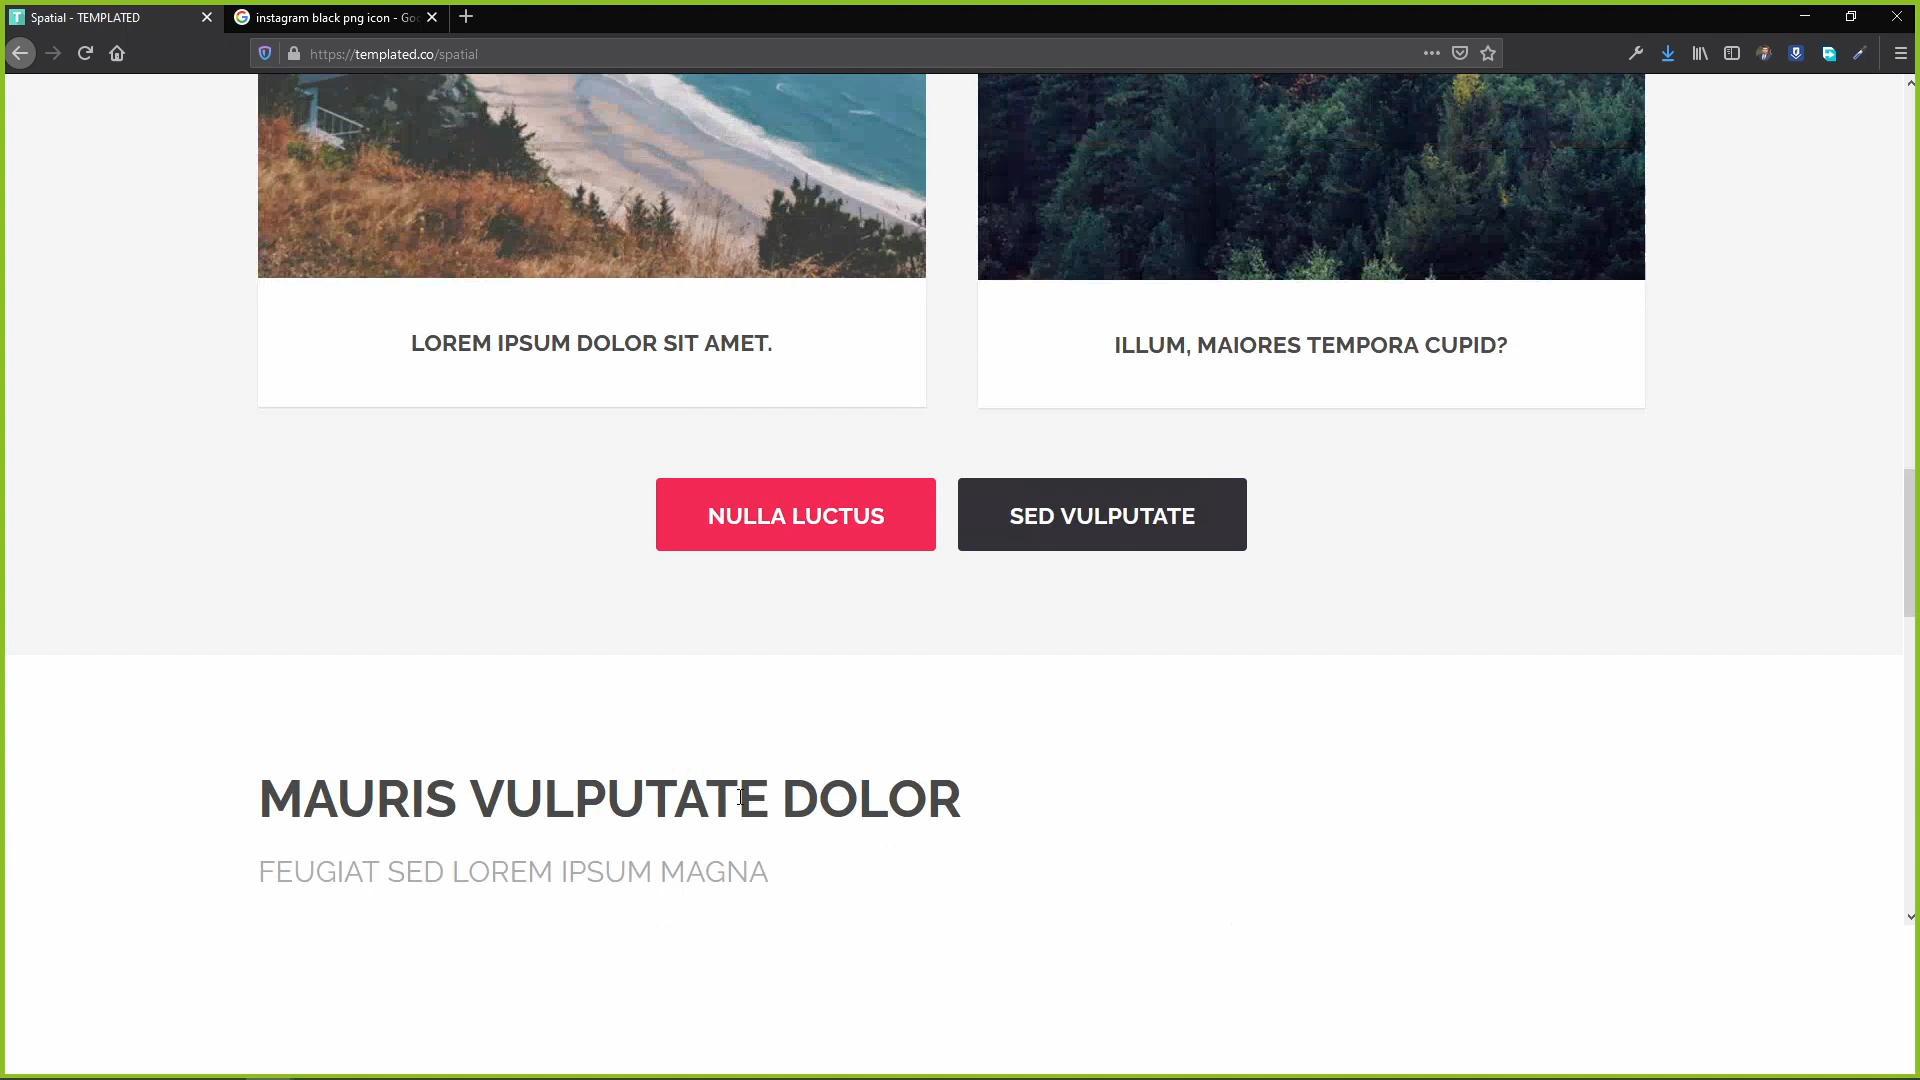 Spatial - TEMPLATED
instagram black png icon - Goo
https://templated.co/spatial
LOREM IPSUM DOLOR SIT AMET.
ILLUM, MAIORES TEMPORA CUPID?
NULLA LUCTUS
SED VULPUTATE
MAURIS VULPUTATE DOLOR
FEUGIAT SED LOREM IPSUM MAGNA